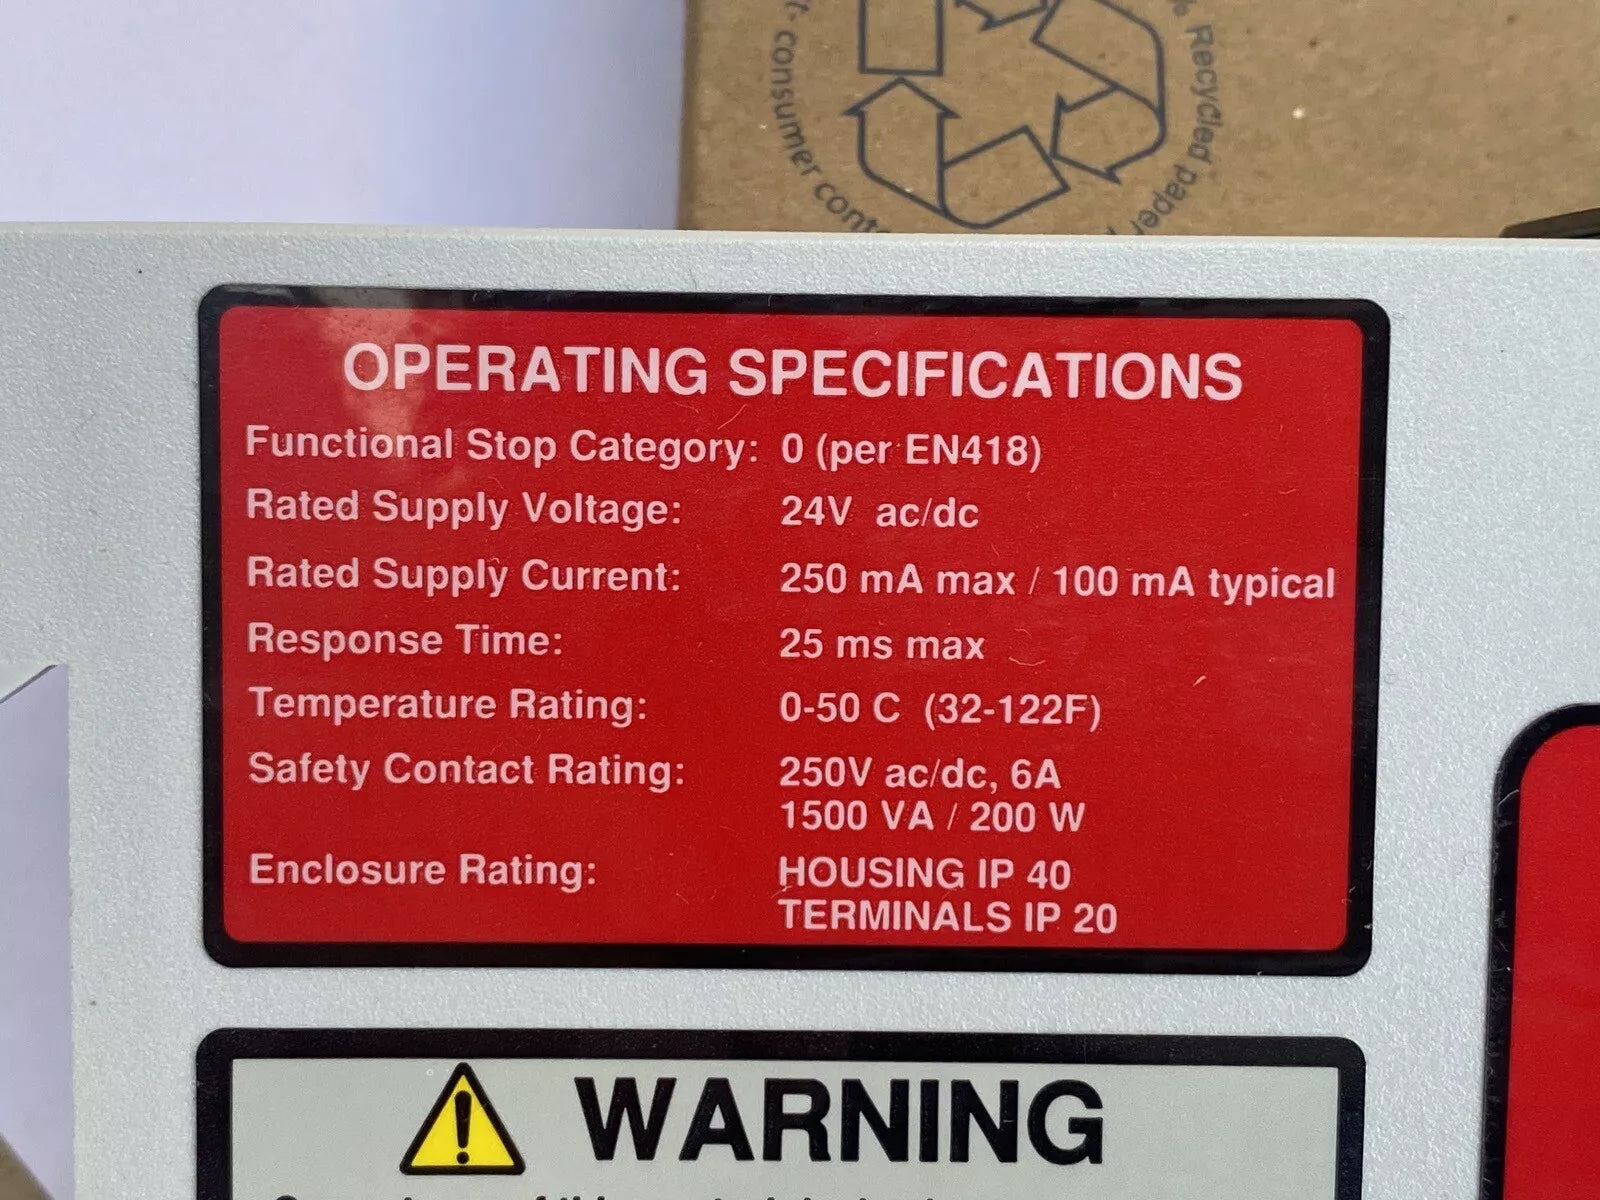 consumer
Recycled paper
OPERATING SPECIFICATIONS
Functional Stop Category: 0 (per EN418)
Rated Supply Voltage: 24V ac/dc
Rated Supply Current: 250 mA max / 100 mA typical
Response Time: 25 ms max
Temperature Rating: 0-50 C (32-122F)
Safety Contact Rating: 250V ac/dc, 6A
1500 VA / 200 W
Enclosure Rating: HOUSING IP 40
TERMINALS IP 20
WARNING